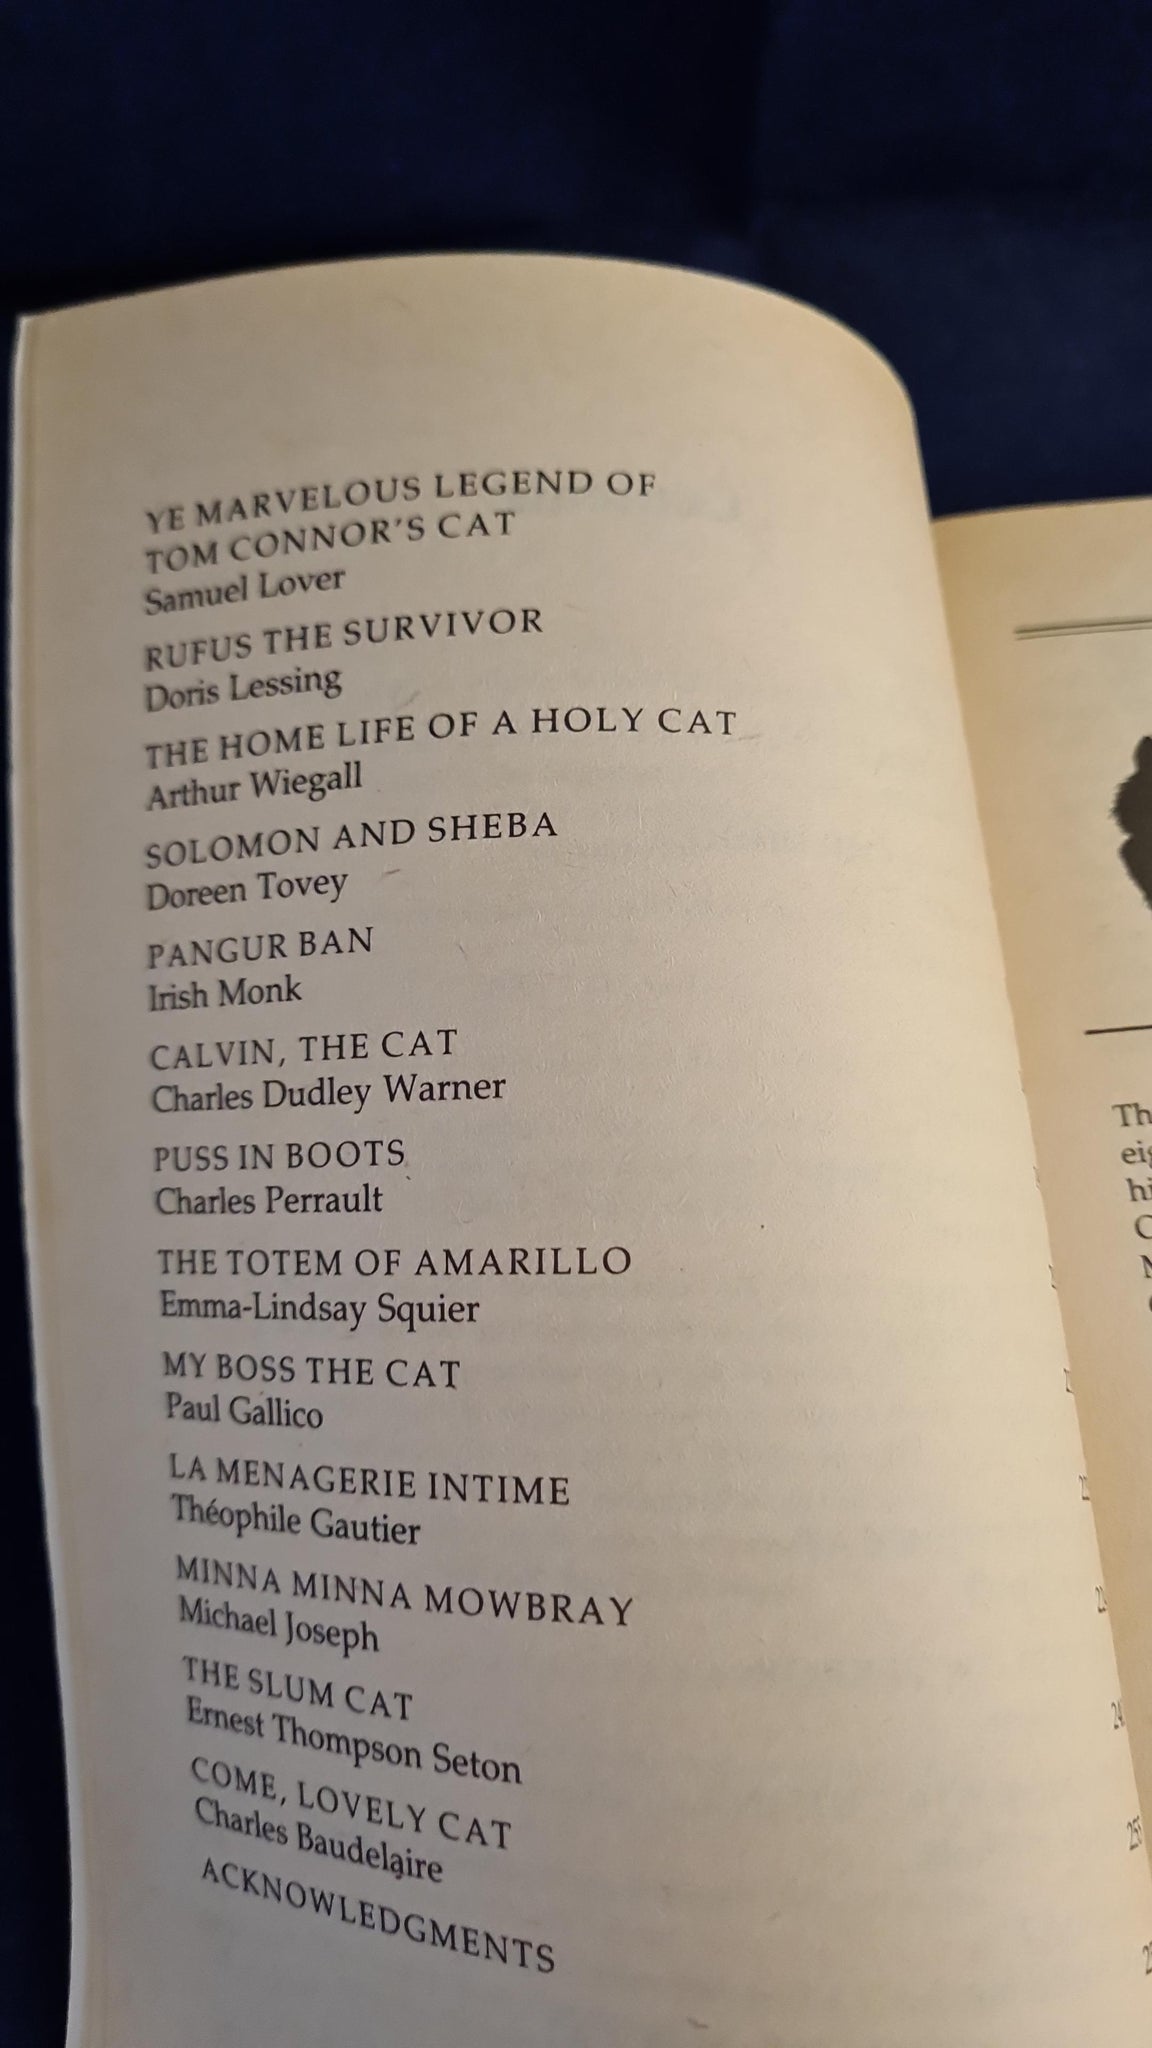 YE MARVELOUS LEGEND OF
TOM CONNOR'S CAT
Samuel Lover
RUFUS THE SURVIVOR
Doris Lessing
THE HOME LIFE OF A HOLY CAT
Arthur Wiegall
SOLOMON AND SHEBA
Doreen Tovey
PANGUR BAN
Irish Monk
CALVIN, THE CAT
Charles Dudley Warner
PUSS IN BOOTS
Charles Perrault
THE TOTEM OF AMARILLO
Emma-Lindsay Squier
MY BOSS THE CAT
Paul Gallico
LA MENAGERIE INTIME
Théophile Gautier
MINNA MINNA MOWBRAY
Michael Joseph
THE SLUM CAT
Ernest Thompson Seton
COME, LOVELY CAT
Charles Baudelaire
ACKNOWLEDGMENTS